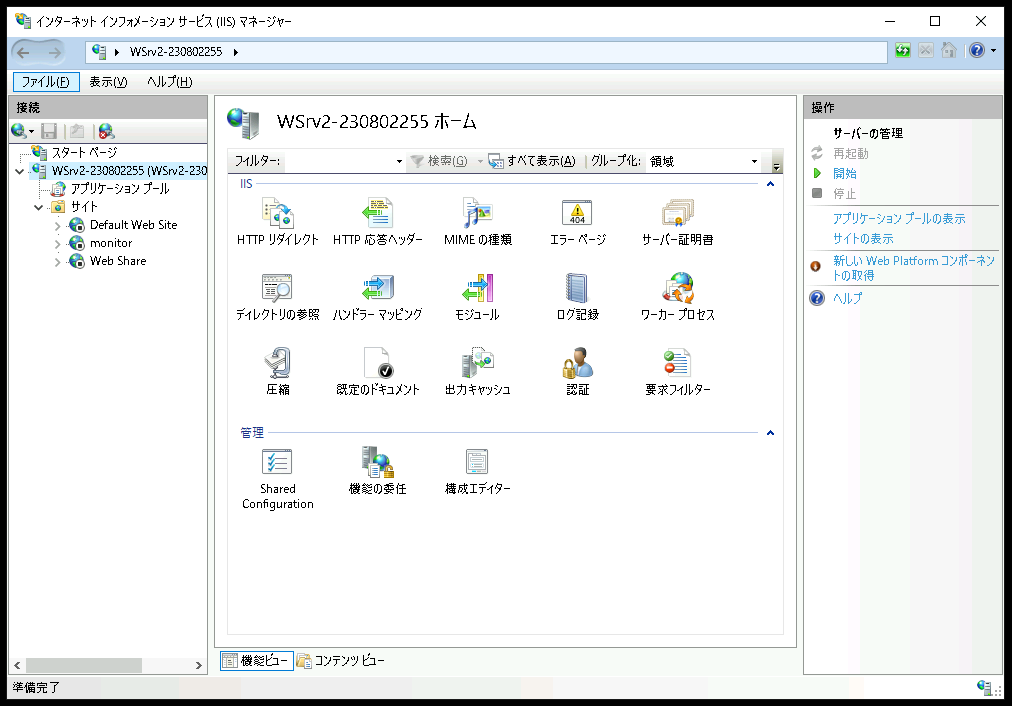 インターネット インフォメーション サービス (IIS) マネージャー
WSrv2-230802255
ファイル(F) 表示(V) ヘルプ(H)
接続
スタート ページ
WSrv2-230802255 (WSrv2-230
アプリケーション プール
サイト
Default Web Site
monitor
Web Share
WSrv2-230802255 ホーム
フィルター: 検索(G) すべて表示(A) グループ化: 領域
IIS
HTTP リダイレクト HTTP 応答ヘッダー MIME の種類 エラー ページ サーバー証明書
404
ディレクトリの参照 ハンドラー マッピング モジュール ログ記録 ワーカー プロセス
圧縮 既定のドキュメント 出力キャッシュ 認証 要求フィルター
管理
Shared
Configuration
機能の委任 構成エディター
機能ビュー コンテンツ ビュー
操作
サーバーの管理
再起動
開始
停止
アプリケーション プールの表示
サイトの表示
新しい Web Platform コンポーネン
トの取得
ヘルプ
準備完了